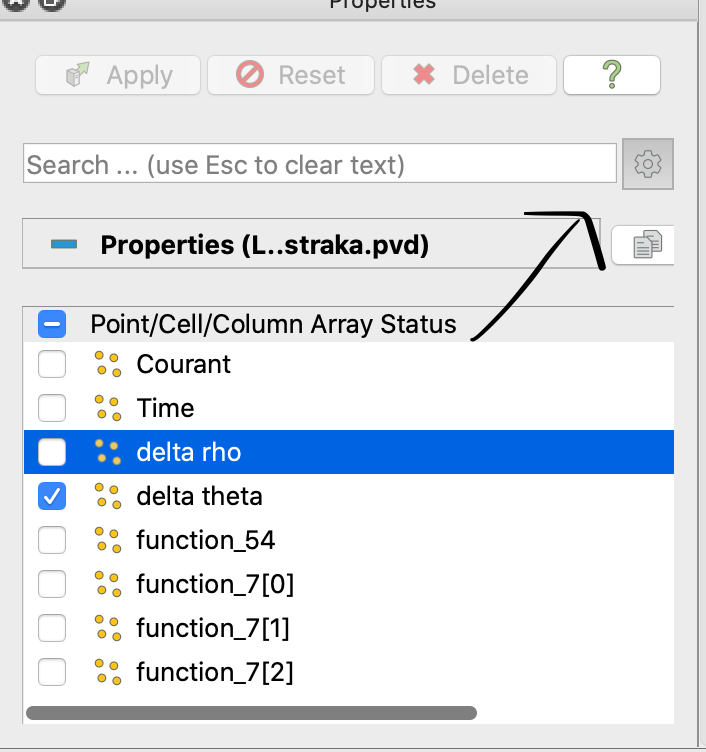 Properties
Apply Reset Delete ?
Search ... (use Esc to clear text)
Properties (L..straka.pvd)
Point/Cell/Column Array Status
Courant
Time
delta rho
delta theta
function_54
function_7[0]
function_7[1]
function_7[2]